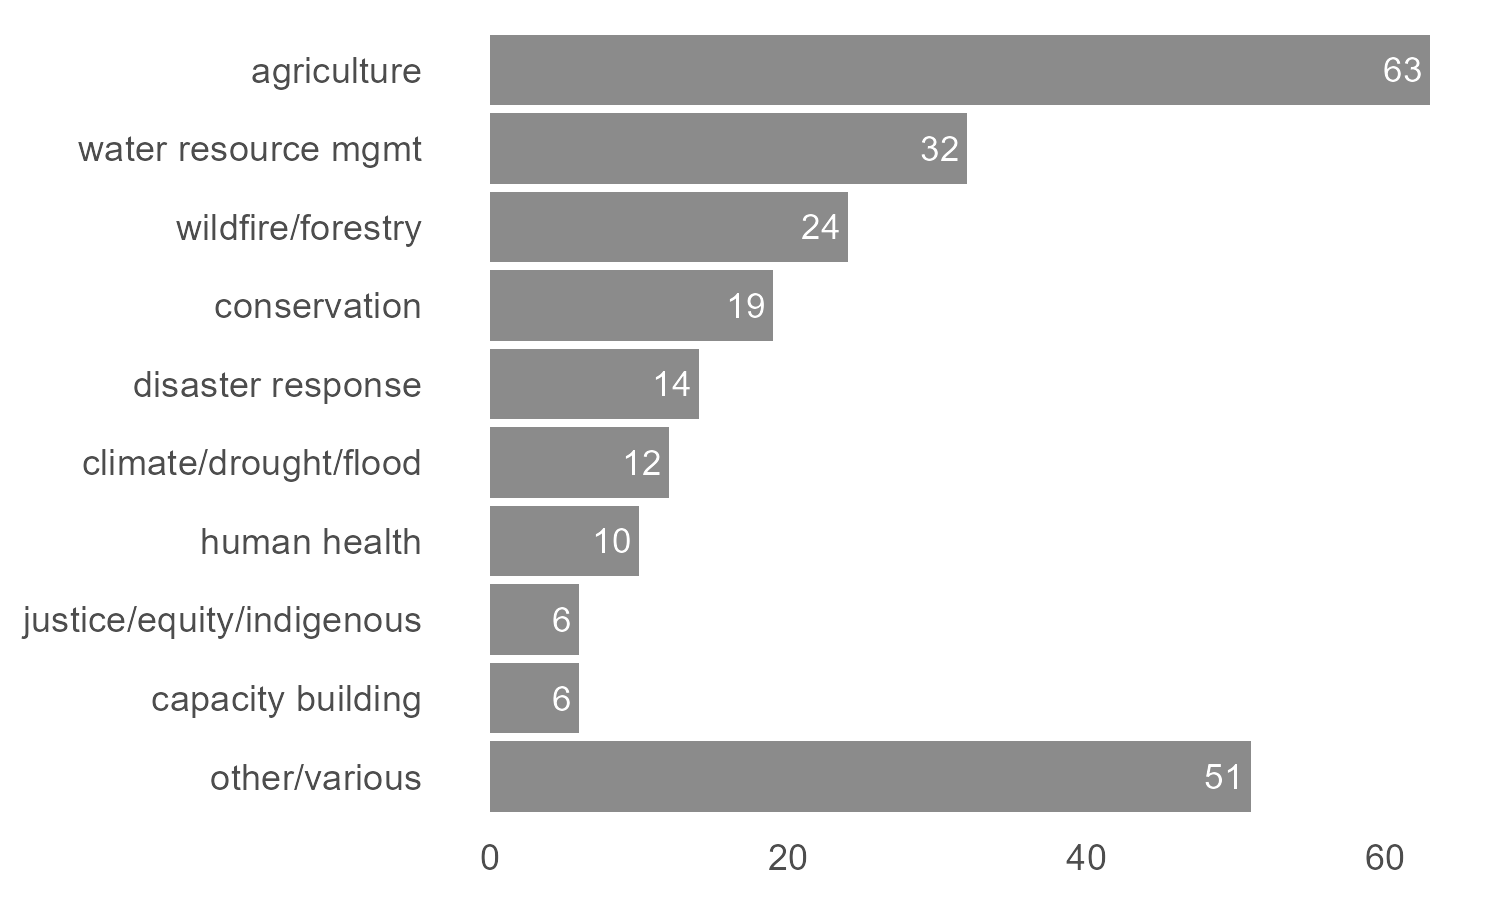 agriculture 63
water resource mgmt 32
wildfire/forestry 24
conservation 19
disaster response 14
climate/drought/flood 12
human health 10
justice/equity/indigenous 6
capacity building 6
other/various 51
0 20 40 60